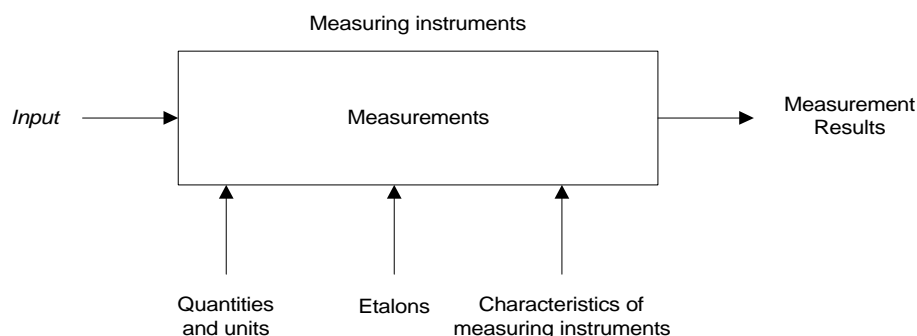 Measuring instruments
Input
Measurements
Measurement
Results
Quantities
and units
Etalons
Characteristics of
measuring instruments